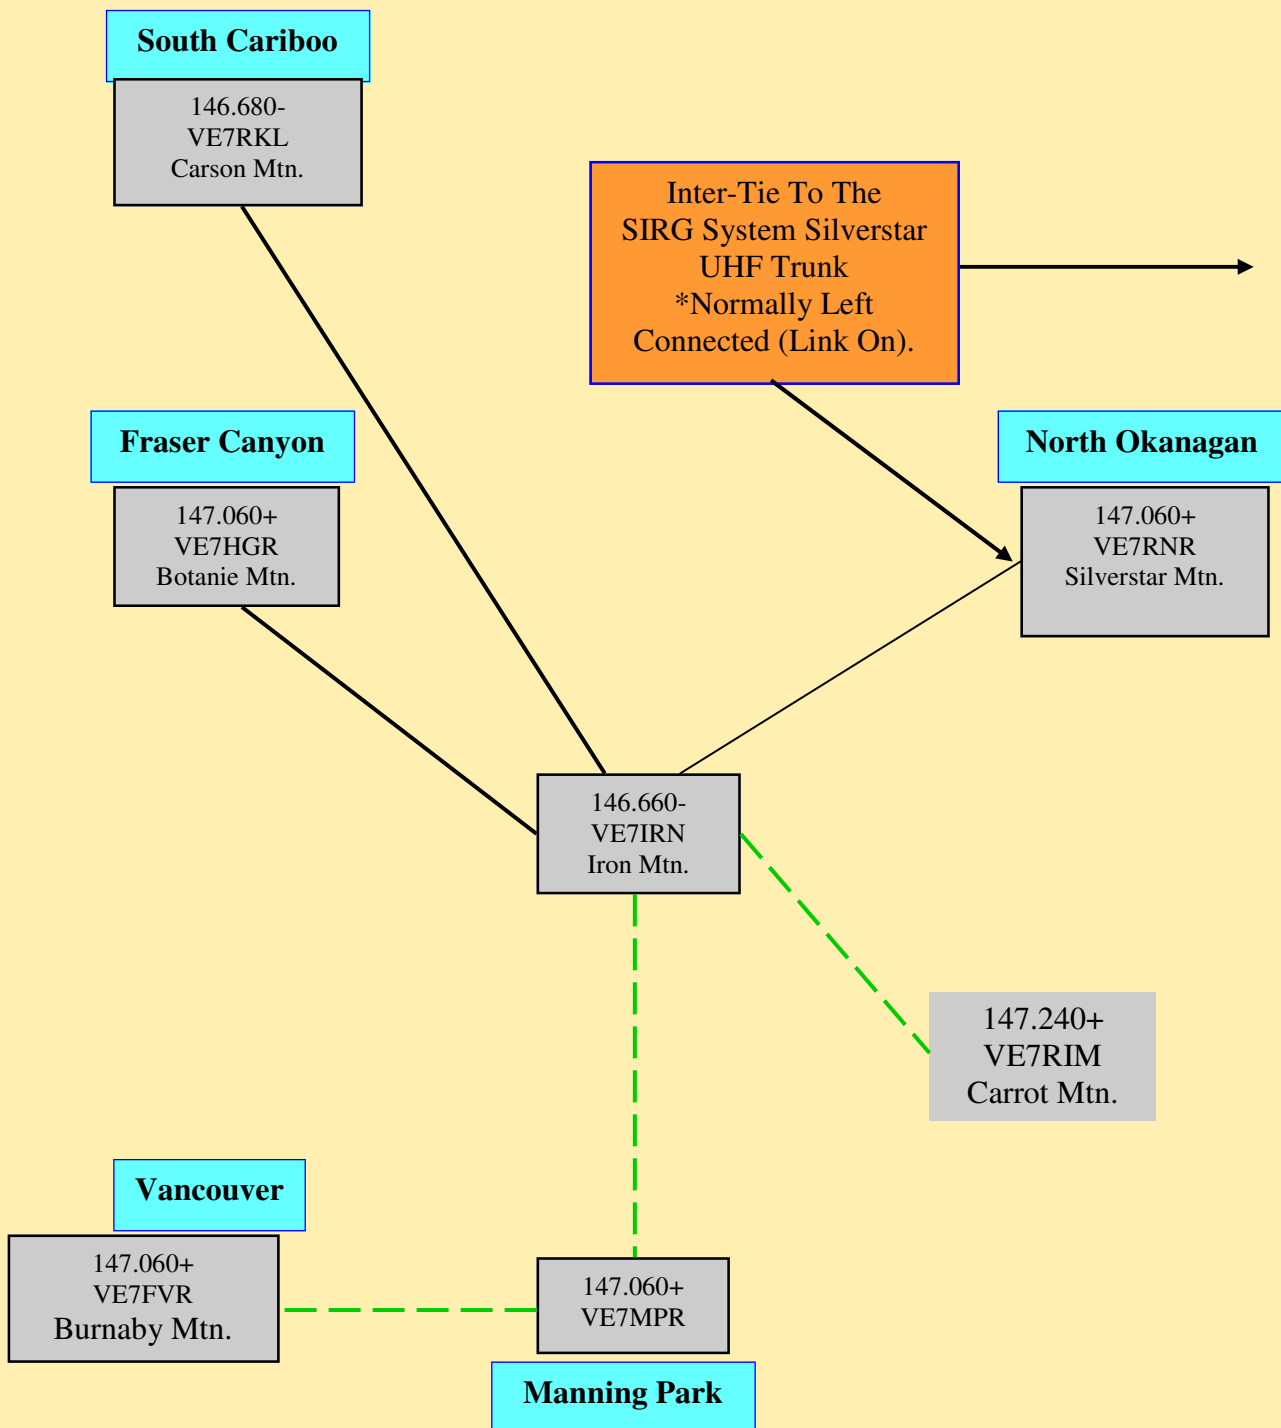 South Cariboo
146.680-
VE7RKL
Carson Mtn.
Inter-Tie To The
SIRG System Silverstar
UHF Trunk
*Normally Left
Connected (Link On).
Fraser Canyon
147.060+
VE7HGR
Botanie Mtn.
North Okanagan
147.060+
VE7RNR
Silverstar Mtn.
146.660-
VE7IRN
Iron Mtn.
147.240+
VE7RIM
Carrot Mtn.
Vancouver
147.060+
VE7FVR
Burnaby Mtn.
147.060+
VE7MPR
Manning Park